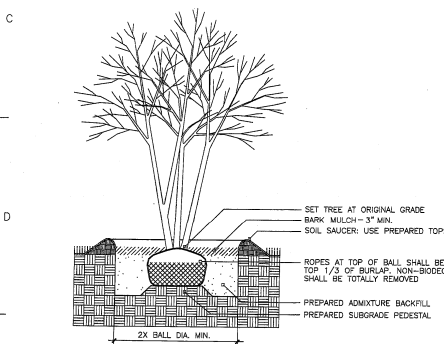 C
D
SET TREE AT ORIGINAL GRADE
BARK MULCH - 3" MIN.
SOIL SAUCER: USE PREPARED TOPS
ROPES AT TOP OF BALL SHALL BE
TOP 1/3 OF BURLAP. NON-BIODEG
SHALL BE TOTALLY REMOVED
PREPARED ADMIXTURE BACKFILL
PREPARED SUBGRADE PEDESTAL
2X BALL DIA. MIN.